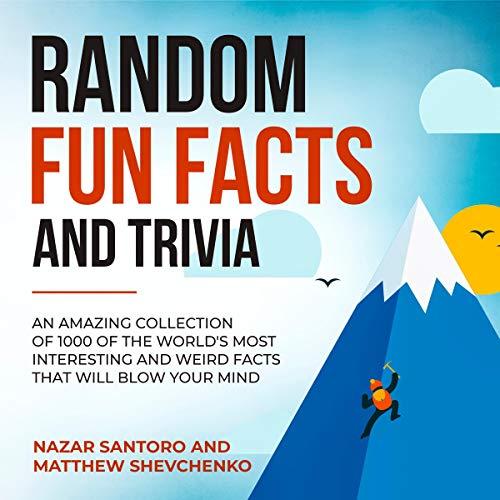 RANDOM
FUN FACTS
AND TRIVIA
AN AMAZING COLLECTION
OF 1000 OF THE WORLD'S MOST
INTERESTING AND WEIRD FACTS
THAT WILL BLOW YOUR MIND
NAZAR SANTORO AND
MATTHEW SHEVCHENKO